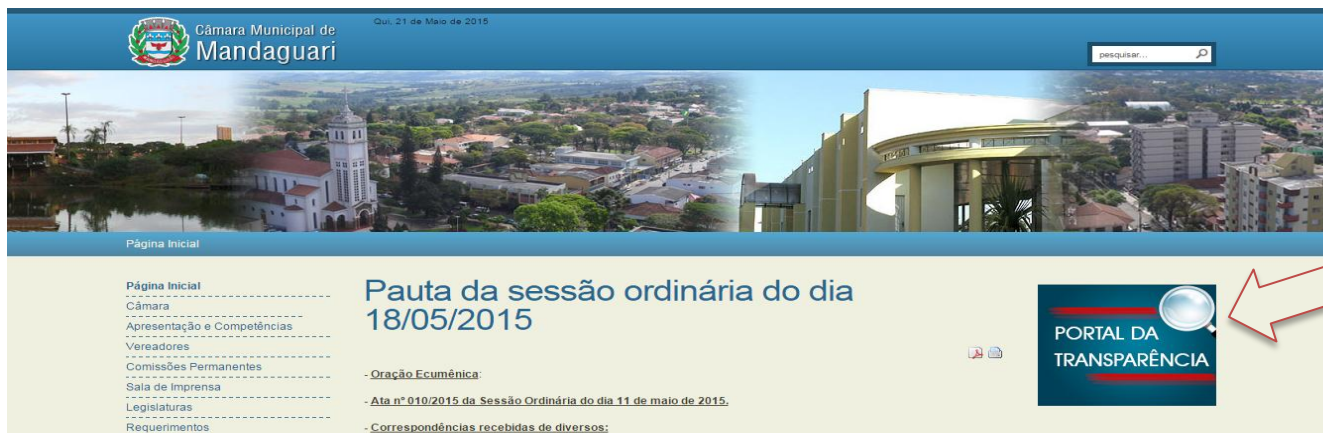 Câmara Municipal de
Mandaguari
Qui, 21 de Maio de 2015
pesquisar...
Página Inicial
Página Inicial
Câmara
Apresentação e Competências
Vereadores
Comissões Permanentes
Sala de Imprensa
Legislaturas
Requerimentos
Pauta da sessão ordinária do dia
18/05/2015
- Oração Ecumênica:
- Ata nº 010/2015 da Sessão Ordinária do dia 11 de maio de 2015.
- Correspondências recebidas de diversos:
PORTAL DA
TRANSPARÊNCIA